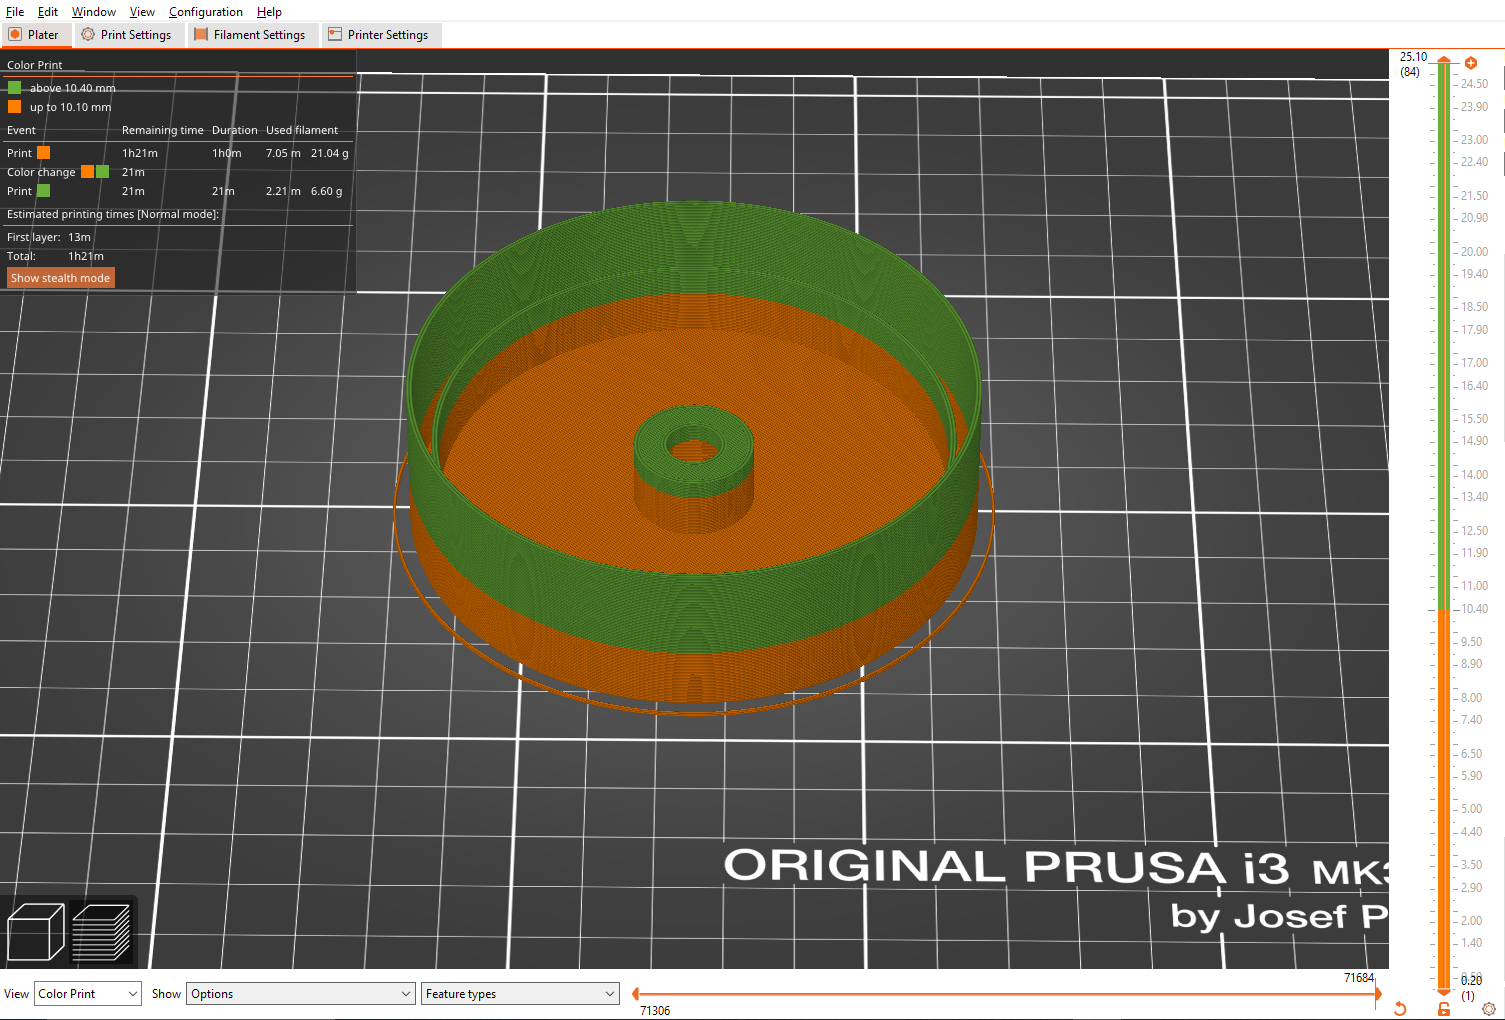 File Edit Window View Configuration Help
Plater Print Settings Filament Settings Printer Settings
Color Print
above 10.40 mm
up to 10.10 mm
Event Remaining time Duration Used filament
Print 1h21m 1h0m 7.05 m 21.04 g
Color change 21m
Print 21m 21m 2.21 m 6.60 g
Estimated printing times [Normal mode]:
First layer: 13m
Total: 1h21m
Show stealth mode
25.10
(84)
24.50
23.90
23.00
22.40
21.50
20.90
20.00
19.40
18.50
17.90
17.00
16.40
15.50
14.90
14.00
13.40
12.50
11.90
11.00
10.40
9.50
8.90
8.00
7.40
6.50
5.90
5.00
4.40
3.50
2.90
2.00
1.40
0.20
(1)
ORIGINAL PRUSA i3 MK3
by Josef P
View Color Print Show Options Feature types
71684
71306